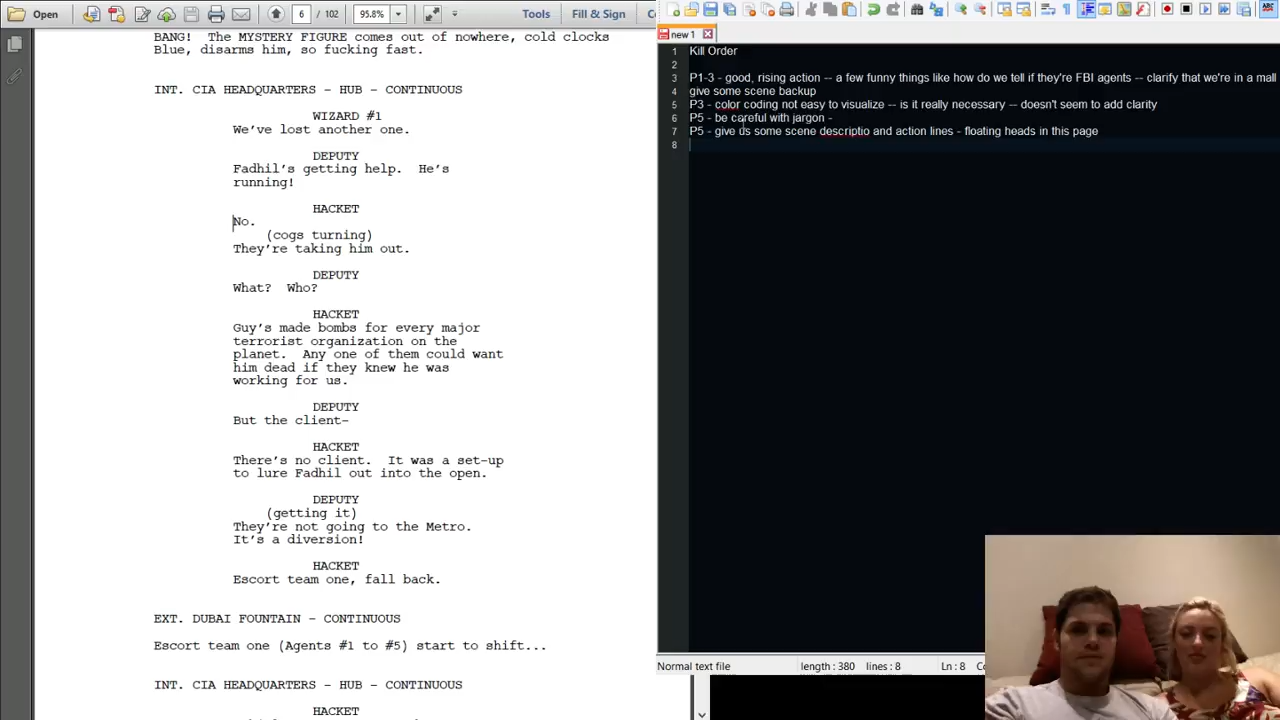 Open
6
/ 102
95.8%
Tools
Fill & Sign
BANG!  The MYSTERY FIGURE comes out of nowhere, cold clocks
Blue, disarms him, so fucking fast.
INT. CIA HEADQUARTERS - HUB - CONTINUOUS
WIZARD #1
We've lost another one.
DEPUTY
Fadhil's getting help.  He's
running!
HACKET
No.
(cogs turning)
They're taking him out.
DEPUTY
What?  Who?
HACKET
Guy's made bombs for every major
terrorist organization on the
planet.  Any one of them could want
him dead if they knew he was
working for us.
DEPUTY
But the client-
HACKET
There's no client.  It was a set-up
to lure Fadhil out into the open.
DEPUTY
(getting it)
They're not going to the Metro.
It's a diversion!
HACKET
Escort team one, fall back.
EXT. DUBAI FOUNTAIN - CONTINUOUS
Escort team one (Agents #1 to #5) start to shift...
INT. CIA HEADQUARTERS - HUB - CONTINUOUS
HACKET
new 1
1 Kill Order
2
3 P1-3 - good, rising action -- a few funny things like how do we tell if they're FBI agents -- clarify that we're in a mall
4 give some scene backup
5 P3 - color coding not easy to visualize -- is it really necessary -- doesn't seem to add clarity
6 P5 - be careful with jargon -
7 P5 - give us some scene descriptio and action lines - floating heads in this page
8
Normal text file
length : 380
lines : 8
Ln : 8